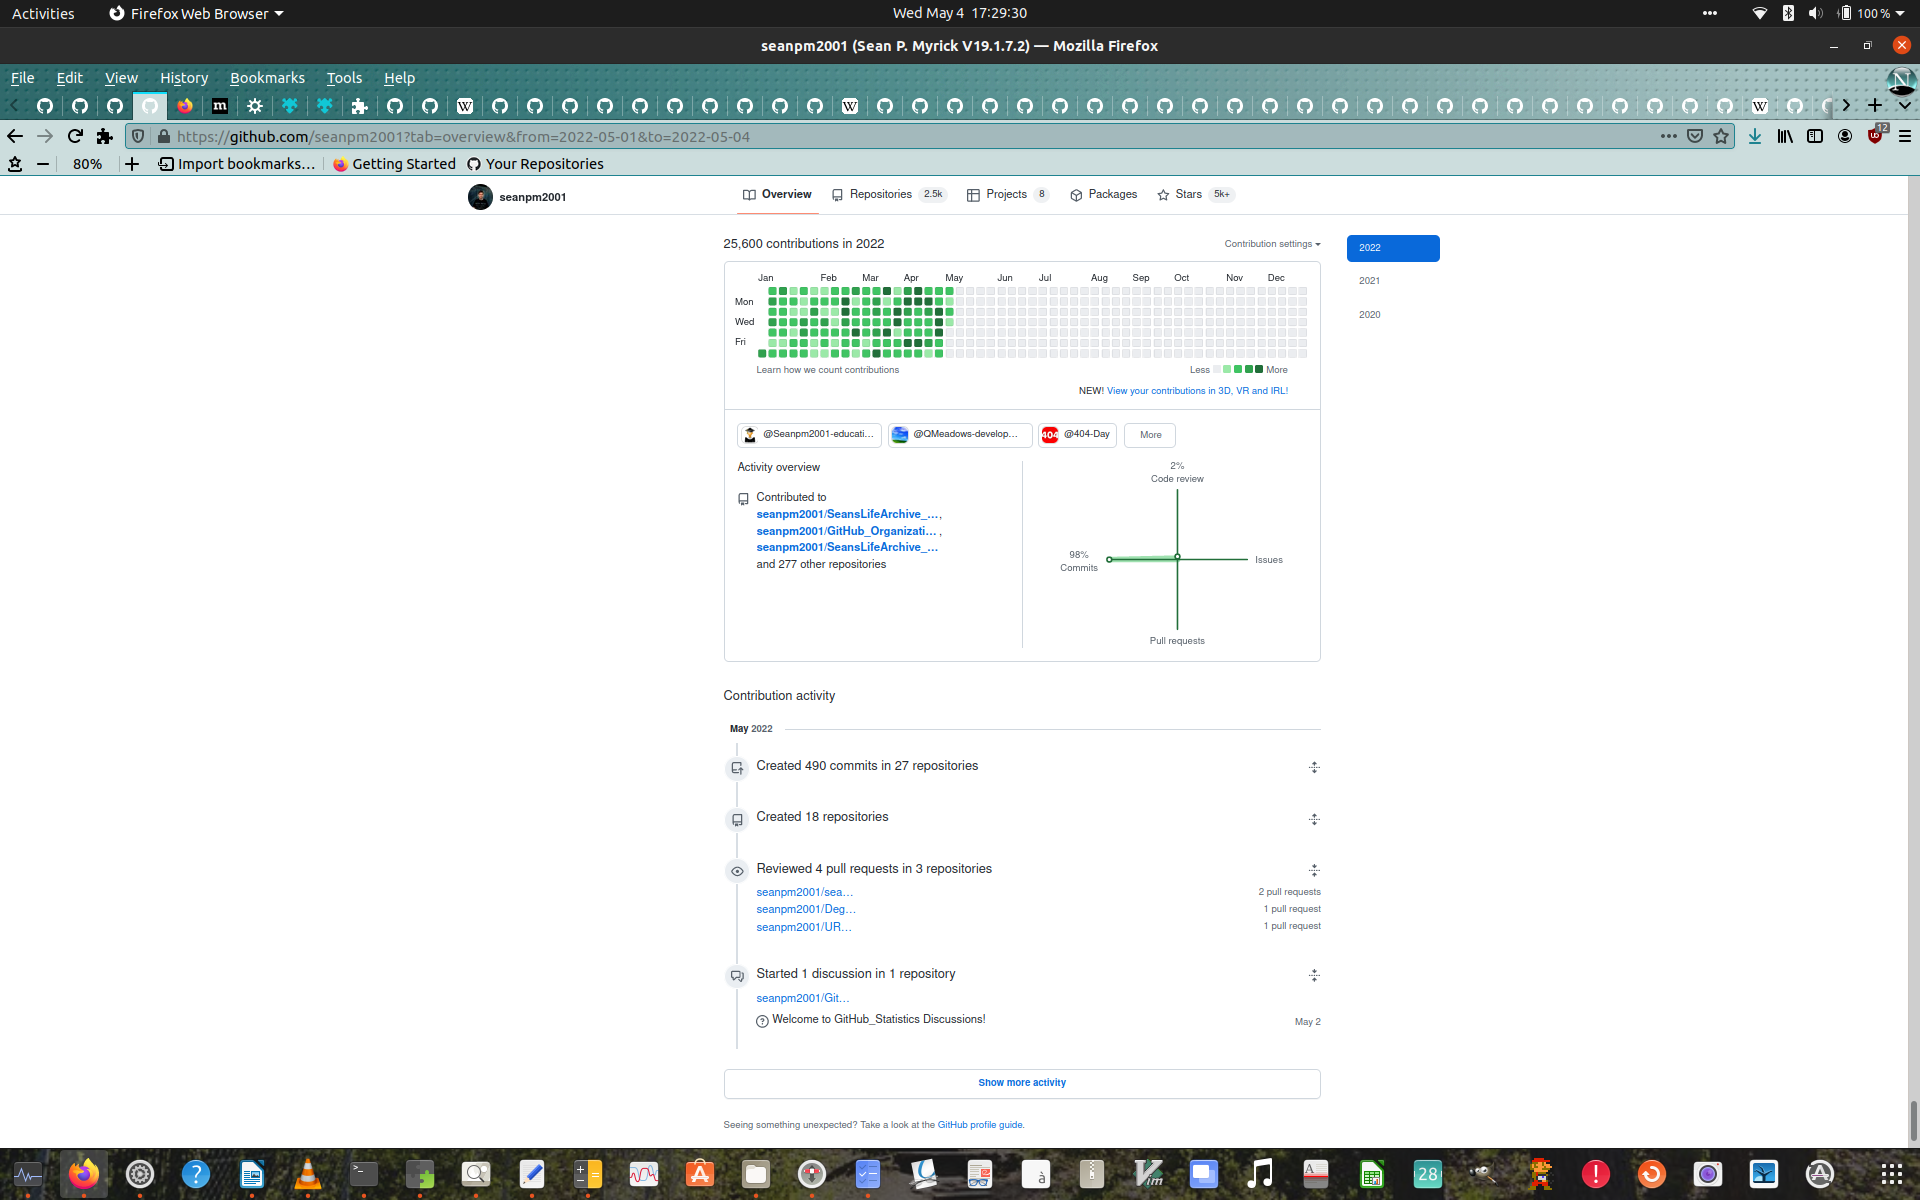 Activities
Firefox Web Browser
Wed May 4 17:29:30
100 %
seanpm2001 (Sean P. Myrick V19.1.7.2) — Mozilla Firefox
File Edit View History Bookmarks Tools Help
N
m
W
W
W
https://github.com/seanpm2001?tab=overview&from=2022-05-01&to=2022-05-04
12
80%
Import bookmarks…
Getting Started
Your Repositories
seanpm2001
Overview
Repositories 2.5k
Projects 8
Packages
Stars 5k+
25,600 contributions in 2022
Contribution settings
2022
2021
2020
Jan Feb Mar Apr May Jun Jul Aug Sep Oct Nov Dec
Mon
Wed
Fri
Learn how we count contributions
Less More
NEW! View your contributions in 3D, VR and IRL!
@Seanpm2001-educati…
@QMeadows-develop…
404 @404-Day
More
Activity overview
Contributed to
seanpm2001/SeansLifeArchive_…,
seanpm2001/GitHub_Organizati… ,
seanpm2001/SeansLifeArchive_…
and 277 other repositories
2%
Code review
98%
Commits
Issues
Pull requests
Contribution activity
May 2022
Created 490 commits in 27 repositories
Created 18 repositories
Reviewed 4 pull requests in 3 repositories
seanpm2001/sea… 2 pull requests
seanpm2001/Deg… 1 pull request
seanpm2001/UR… 1 pull request
Started 1 discussion in 1 repository
seanpm2001/Git…
Welcome to GitHub_Statistics Discussions!
May 2
Show more activity
Seeing something unexpected? Take a look at the GitHub profile guide.
à
Vim
28